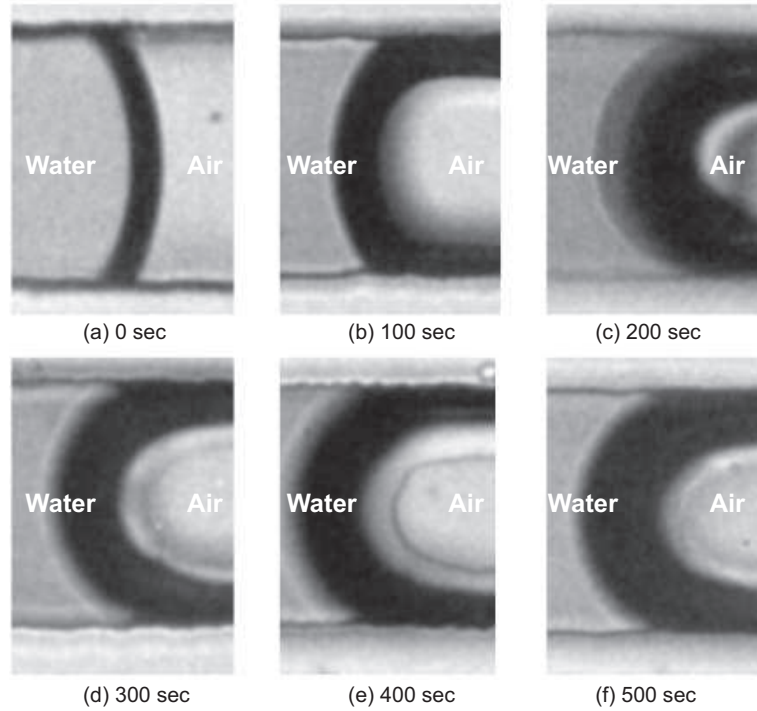 Water Air
Water Air
Water Air
(a) 0 sec
(b) 100 sec
(c) 200 sec
Water Air
Water Air
Water Air
(d) 300 sec
(e) 400 sec
(f) 500 sec